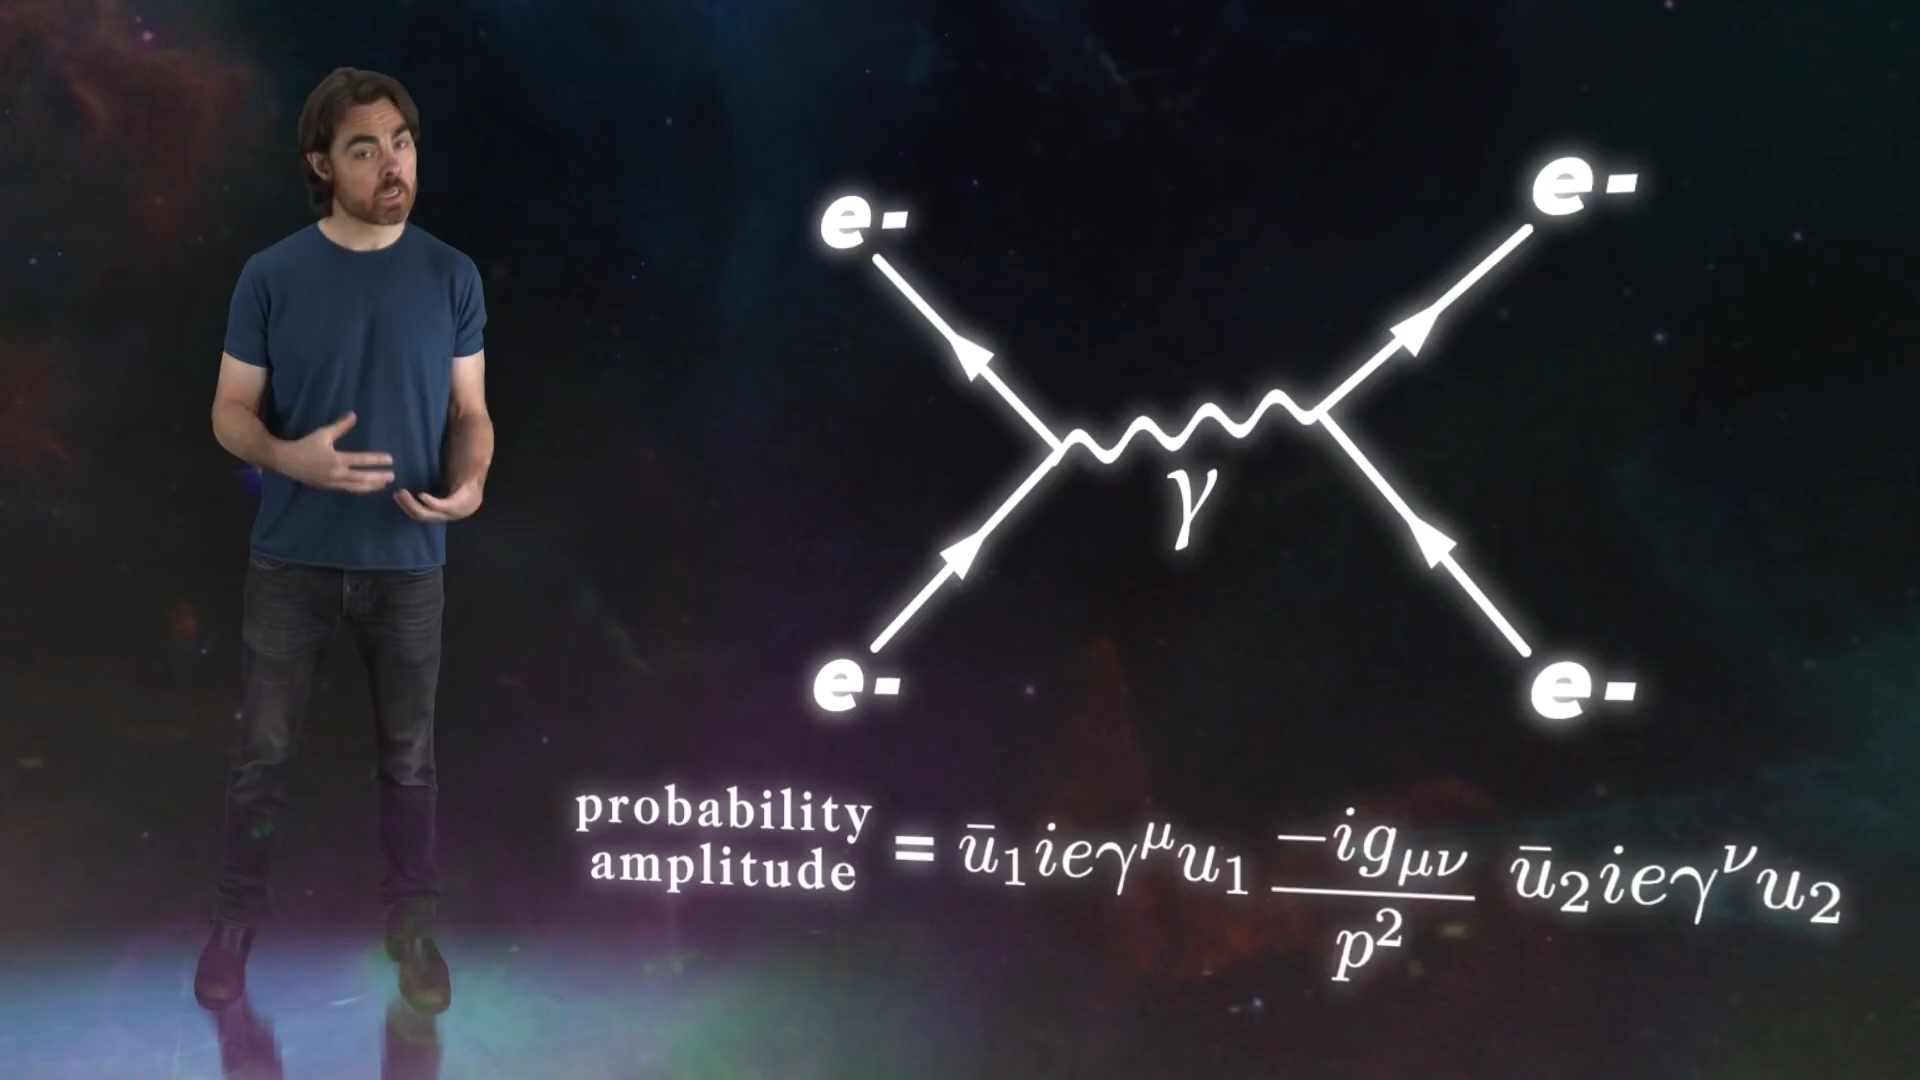 e-
e-
γ
e-
e-
probability
amplitude
= ū₁ieγ^μu₁ −ig_μν/p² ū₂ieγ^νu₂